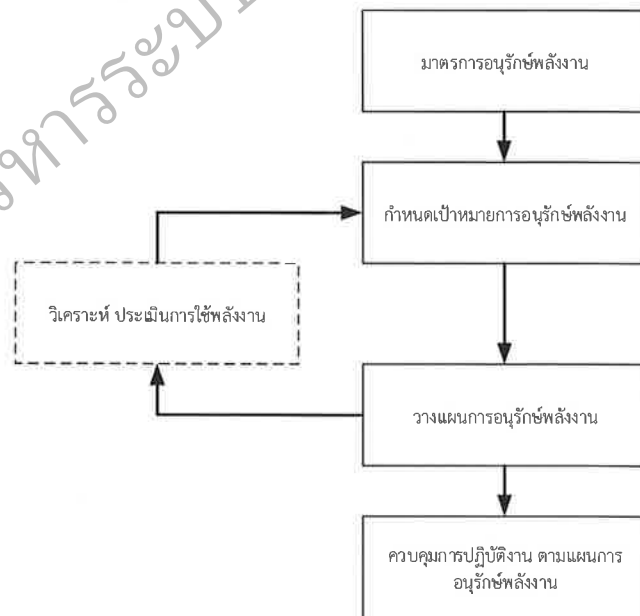 มาตรการอนุรักษ์พลังงาน
กำหนดเป้าหมายการอนุรักษ์พลังงาน
วิเคราะห์ ประเมินการใช้พลังงาน
วางแผนการอนุรักษ์พลังงาน
ควบคุมการปฏิบัติงาน ตามแผนการ
อนุรักษ์พลังงาน